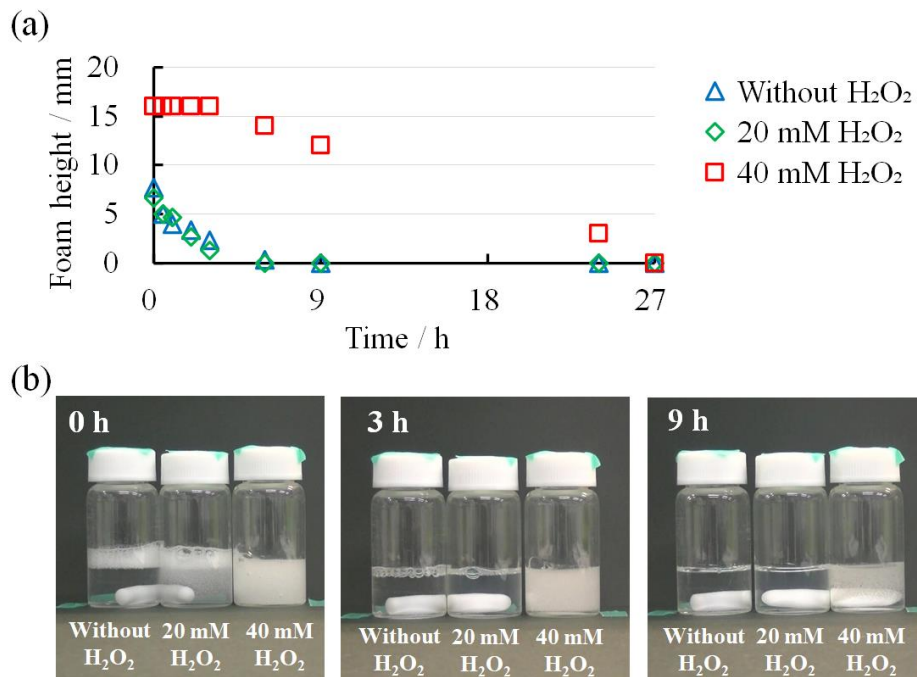 (a)
20
15
10
5
0
Foam height / mm
0
9
18
27
Time / h
Without H₂O₂
20 mM H₂O₂
40 mM H₂O₂
(b)
0 h
3 h
9 h
Without
H₂O₂
20 mM
H₂O₂
40 mM
H₂O₂
Without
H₂O₂
20 mM
H₂O₂
40 mM
H₂O₂
Without
H₂O₂
20 mM
H₂O₂
40 mM
H₂O₂